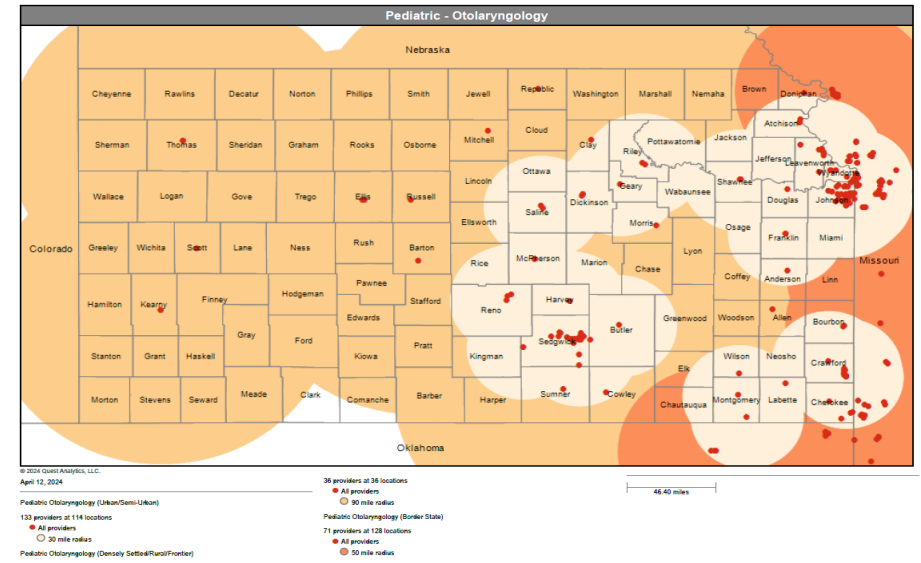 Pediatric - Otolaryngology
Nebraska
Cheyenne Rawlins Decatur Norton Phillips Smith Jewell Republic Washington Marshall Nemaha Brown Doniphan
Sherman Thomas Sheridan Graham Rooks Osborne Mitchell Cloud Clay Riley Pottawatomie Jackson Atchison
Jefferson Leavenworth
Wallace Logan Gove Trego Ellis Russell Lincoln Ottawa Geary Wabaunsee Shawnee Wyandotte
Saline Dickinson Douglas Johnson
Ellsworth Morris Osage Franklin Miami
Colorado Greeley Wichita Scott Lane Ness Rush Barton Rice McPherson Marion Chase Lyon Missouri
Hamilton Kearny Finney Hodgeman Pawnee Stafford Coffey Anderson Linn
Gray Edwards Reno Harvey Butler Greenwood Woodson Allen Bourbon
Stanton Grant Haskell Ford Kiowa Pratt Kingman Sedgwick Elk Wilson Neosho Crawford
Morton Stevens Seward Meade Clark Comanche Barber Harper Sumner Cowley Chautauqua Montgomery Labette Cherokee
Oklahoma
© 2024 Quest Analytics, LLC.
April 12, 2024
Pediatric Otolaryngology (Urban/Semi-Urban)
133 providers at 114 locations
All providers
30 mile radius
Pediatric Otolaryngology (Densely Settled/Rural/Frontier)
36 providers at 36 locations
All providers
90 mile radius
Pediatric Otolaryngology (Border State)
71 providers at 128 locations
All providers
50 mile radius
46.40 miles